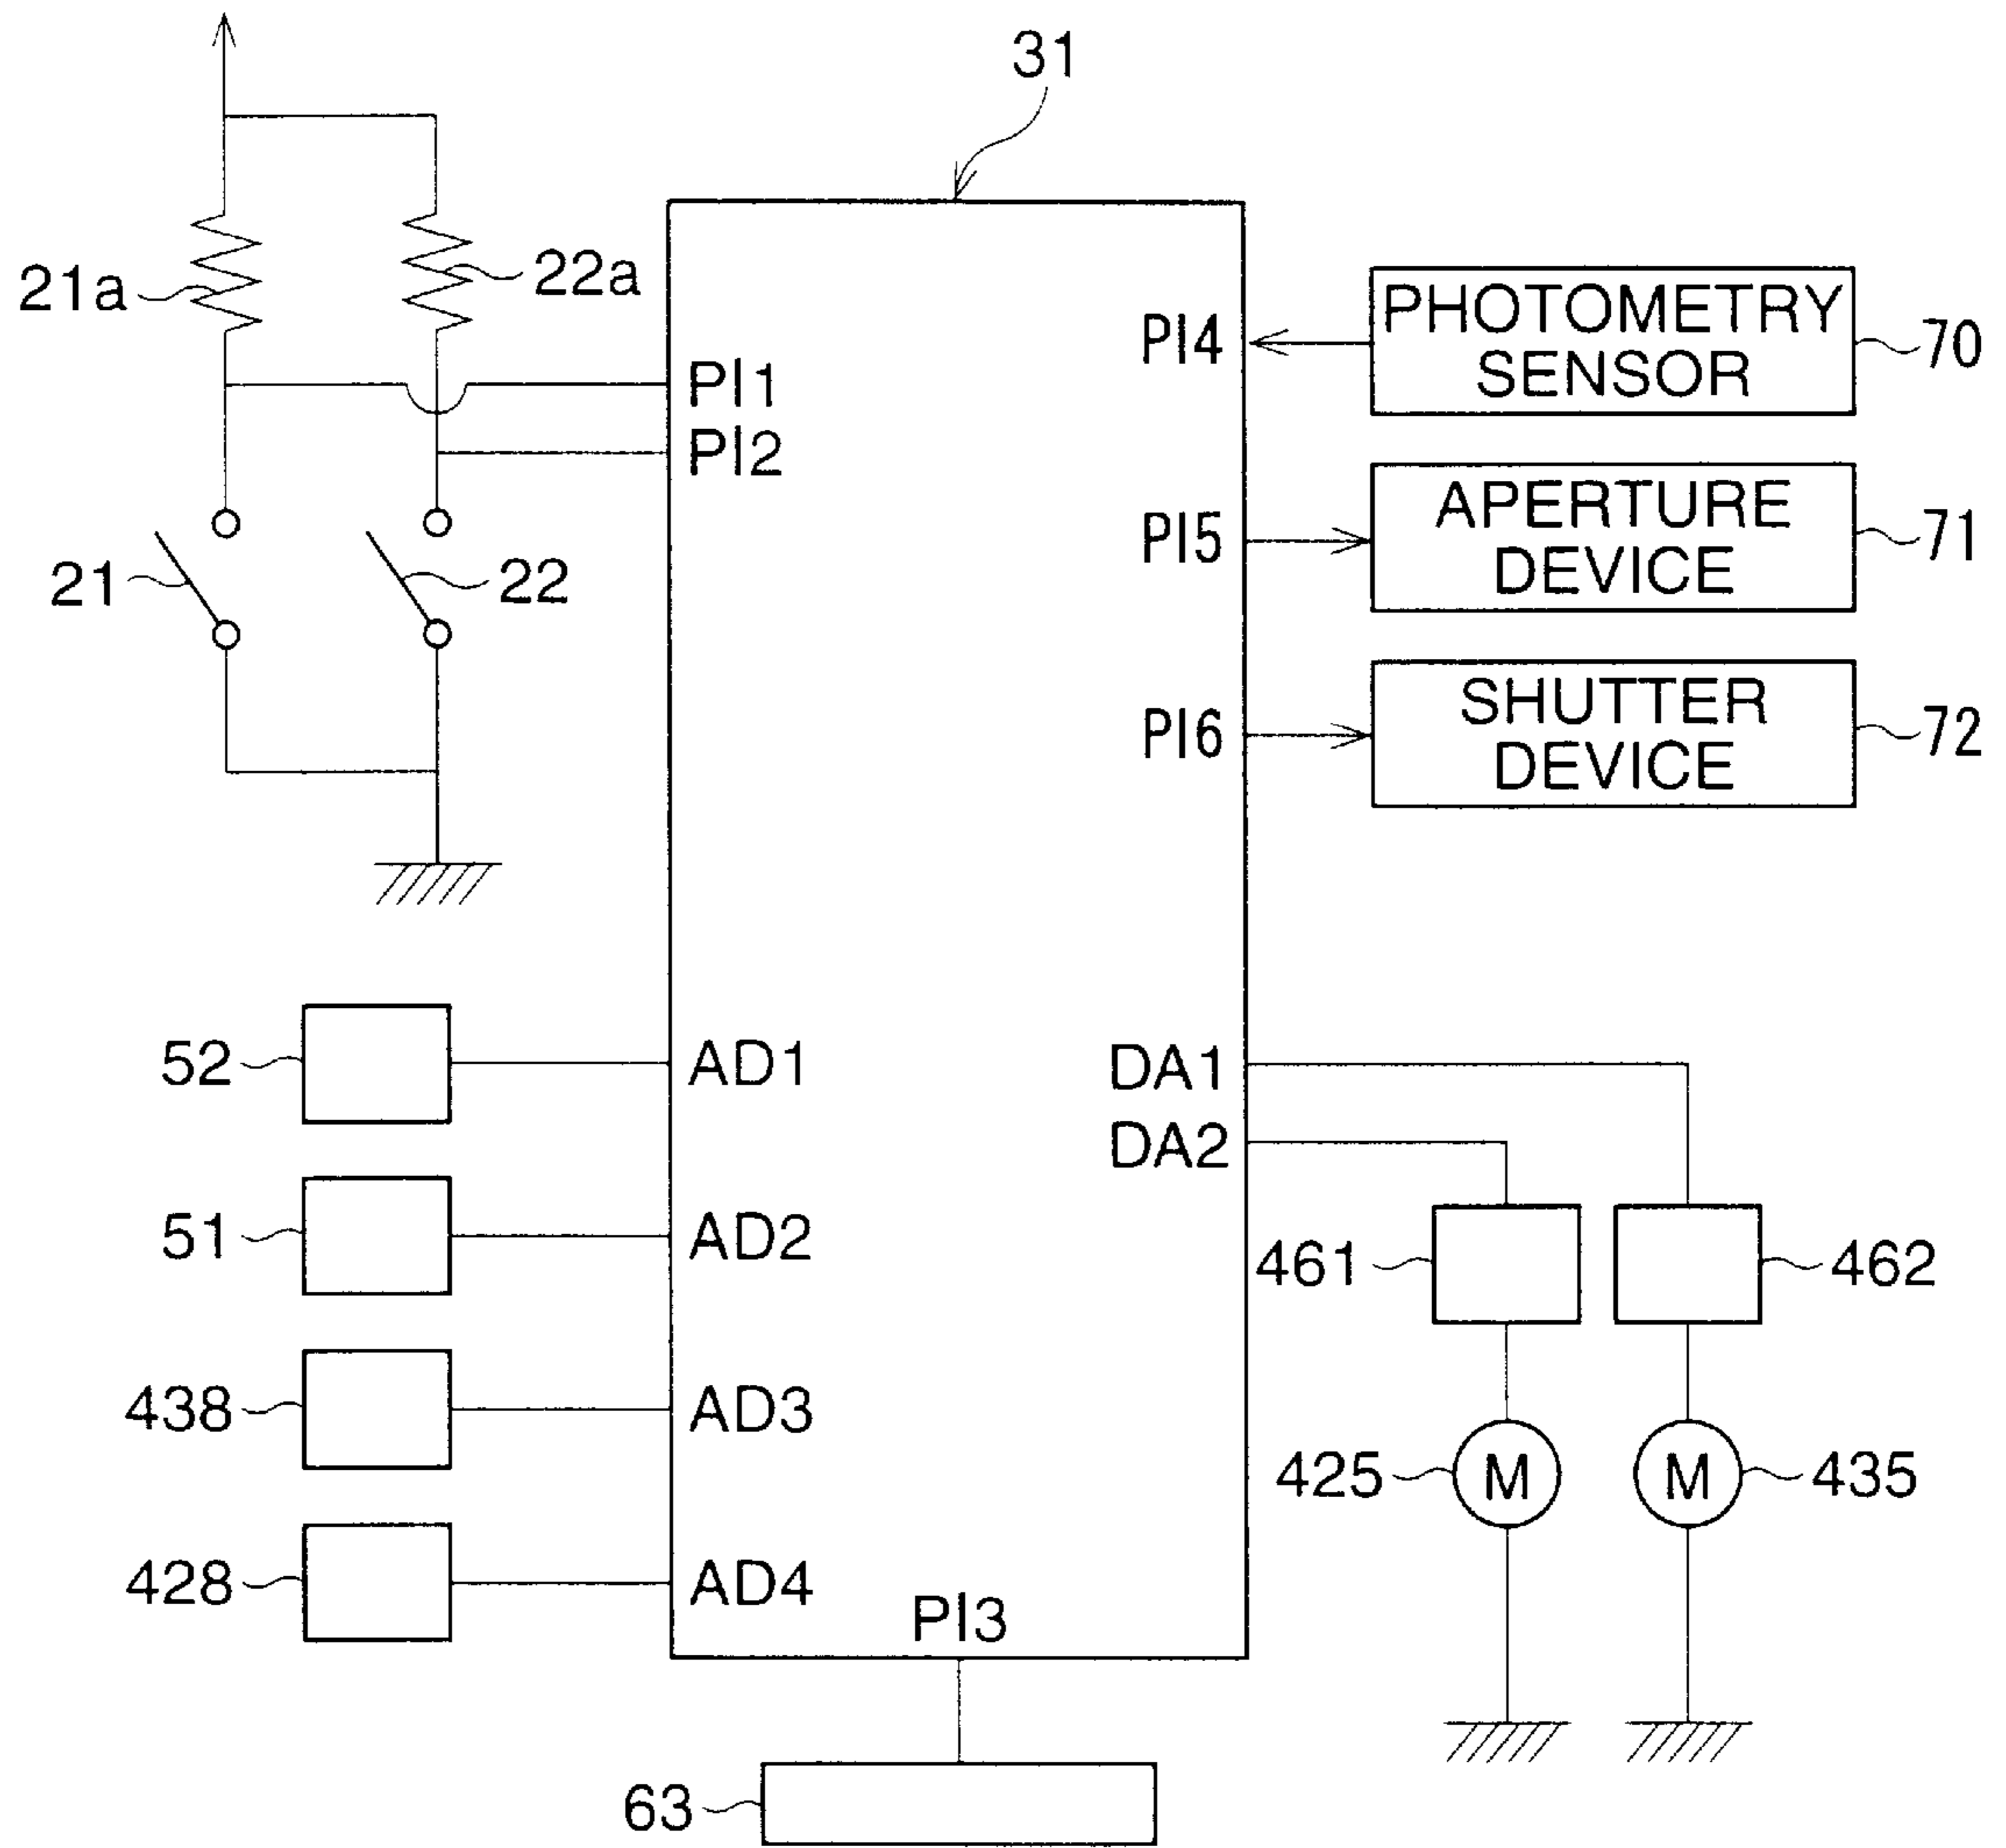 31
21a
22a
PI1
PI2
21
22
PI4
PHOTOMETRY
SENSOR
70
PI5
APERTURE
DEVICE
71
PI6
SHUTTER
DEVICE
72
52
AD1
51
AD2
438
AD3
428
AD4
DA1
DA2
461
462
425
M
M
435
PI3
63